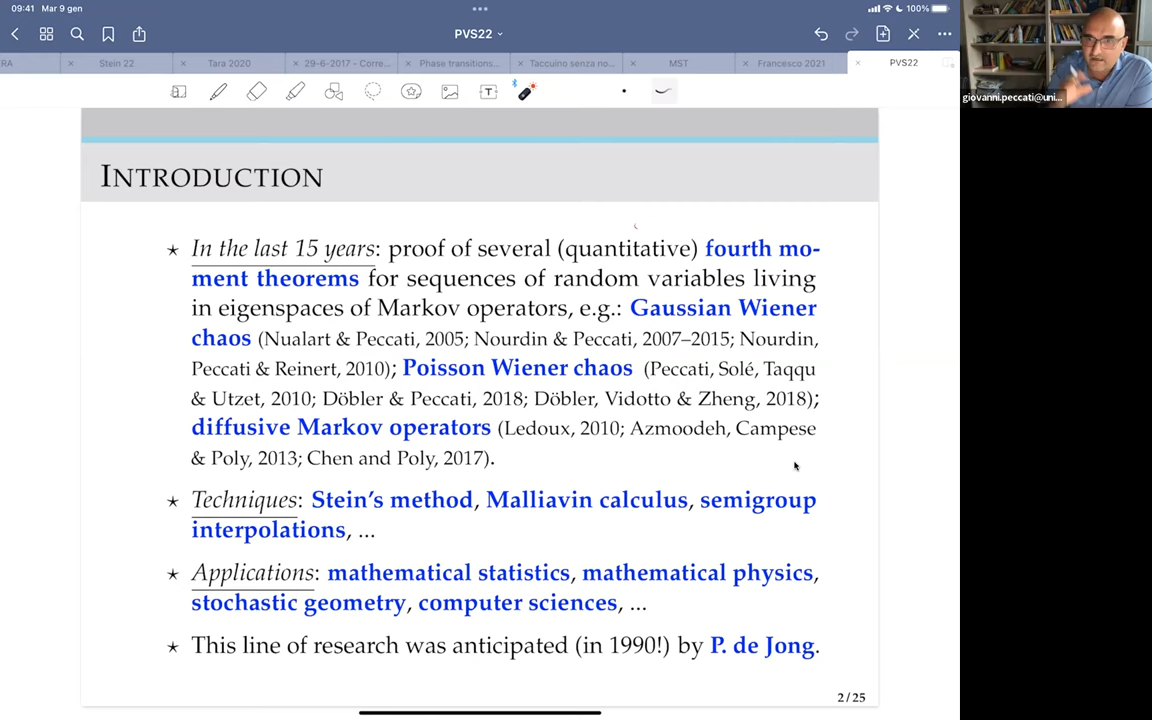 09:41 Mar 9 gen
100%
PVS22
RA
Stein 22
Tara 2020
29-6-2017 - Corre...
Phase transitions...
Taccuino senza no...
MST
Francesco 2021
PVS22
T
giovanni.peccati@uni...
INTRODUCTION
⋆ In the last 15 years: proof of several (quantitative) fourth mo-
ment theorems for sequences of random variables living
in eigenspaces of Markov operators, e.g.: Gaussian Wiener
chaos (Nualart & Peccati, 2005; Nourdin & Peccati, 2007–2015; Nourdin,
Peccati & Reinert, 2010); Poisson Wiener chaos (Peccati, Solé, Taqqu
& Utzet, 2010; Döbler & Peccati, 2018; Döbler, Vidotto & Zheng, 2018);
diffusive Markov operators (Ledoux, 2010; Azmoodeh, Campese
& Poly, 2013; Chen and Poly, 2017).
⋆ Techniques: Stein's method, Malliavin calculus, semigroup
interpolations, ...
⋆ Applications: mathematical statistics, mathematical physics,
stochastic geometry, computer sciences, ...
⋆ This line of research was anticipated (in 1990!) by P. de Jong.
2 / 25